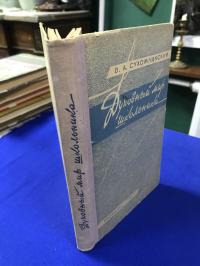 В. А. СУХОМЛИНСКИЙ
Духовный мир
школьника
Духовный мир школьника